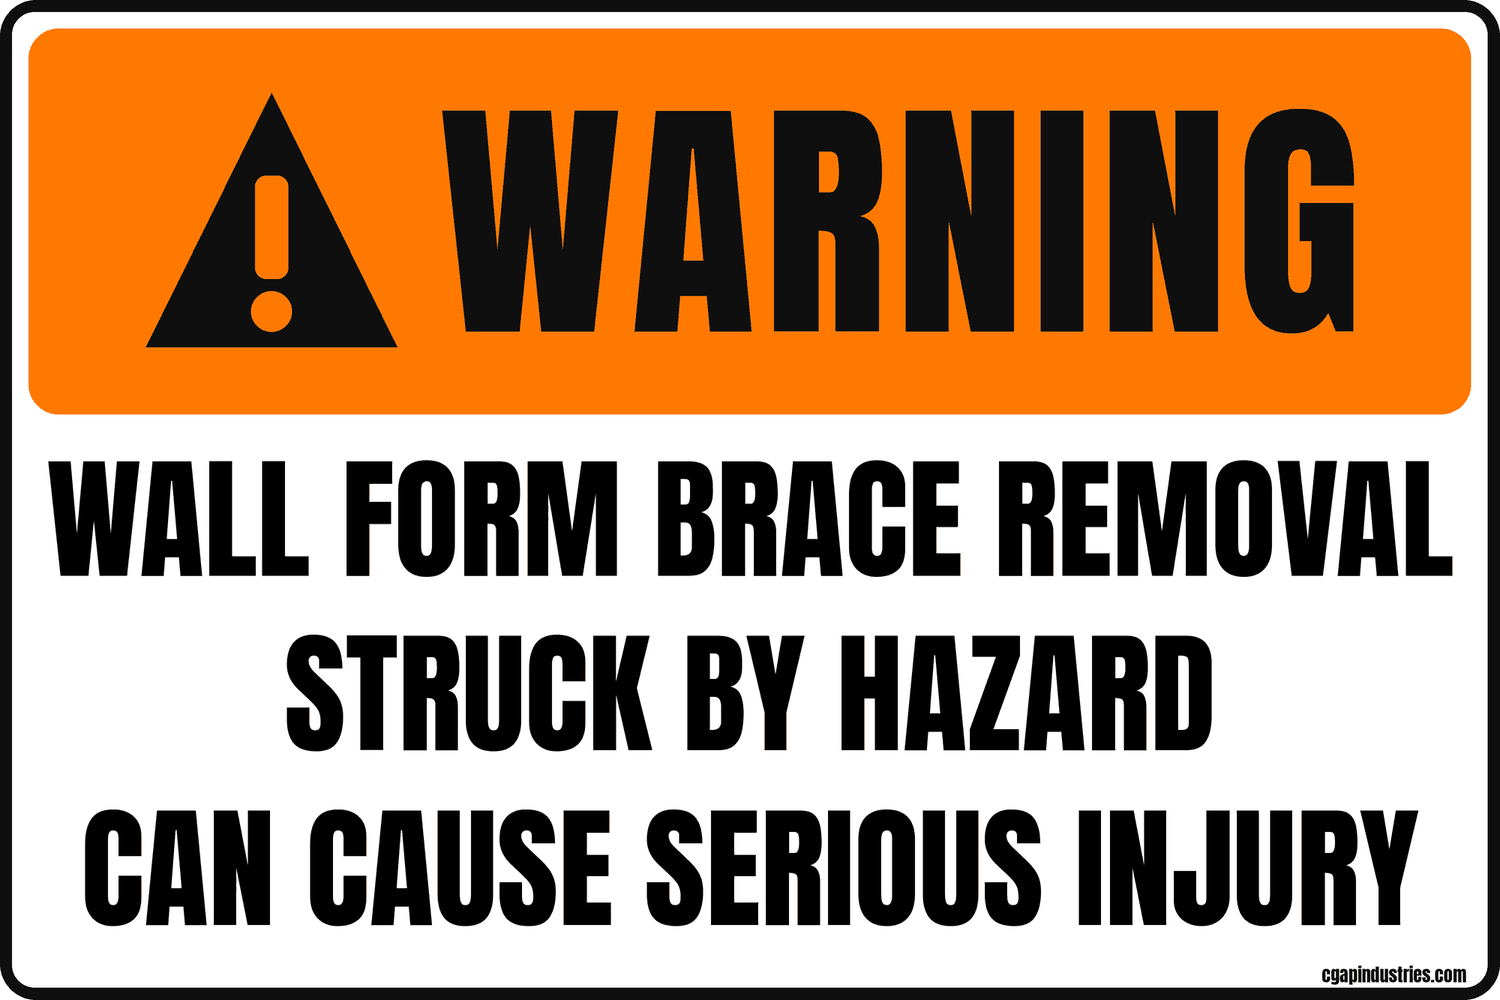 WARNING
WALL FORM BRACE REMOVAL
STRUCK BY HAZARD
CAN CAUSE SERIOUS INJURY
cgapindustries.com